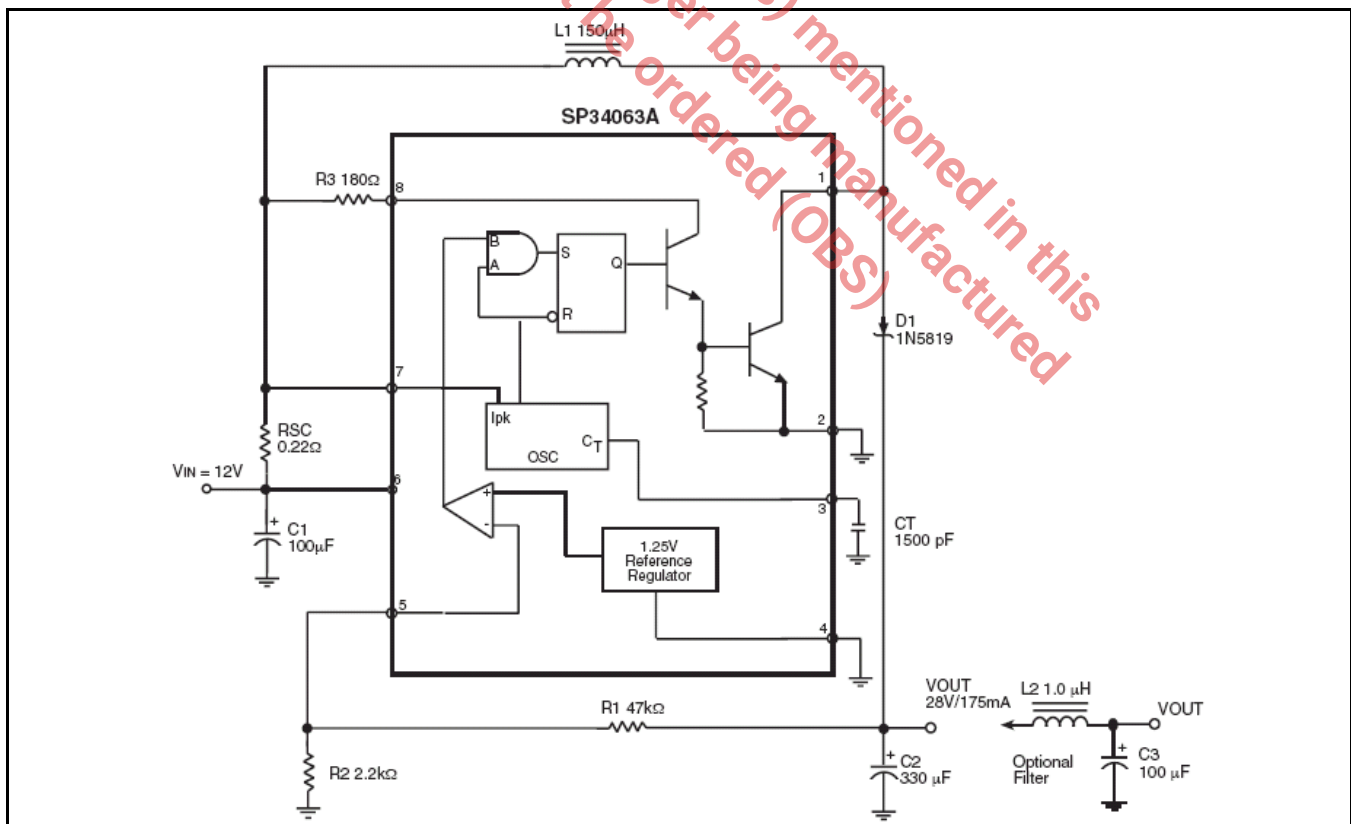 s) mentioned in this
er being manufactured
t be ordered (OBS)
L1 150µH
SP34063A
R3 180Ω
8
1
B
A
S
Q
R
D1
1N5819
7
Ipk
CT
OSC
2
RSC
0.22Ω
VIN = 12V
6
+
-
3
+
C1
100µF
1.25V
Reference
Regulator
CT
1500 pF
5
4
VOUT
28V/175mA
L2 1.0 µH
VOUT
R1 47kΩ
R2 2.2kΩ
+
C2
330 µF
Optional
Filter
+
C3
100 µF